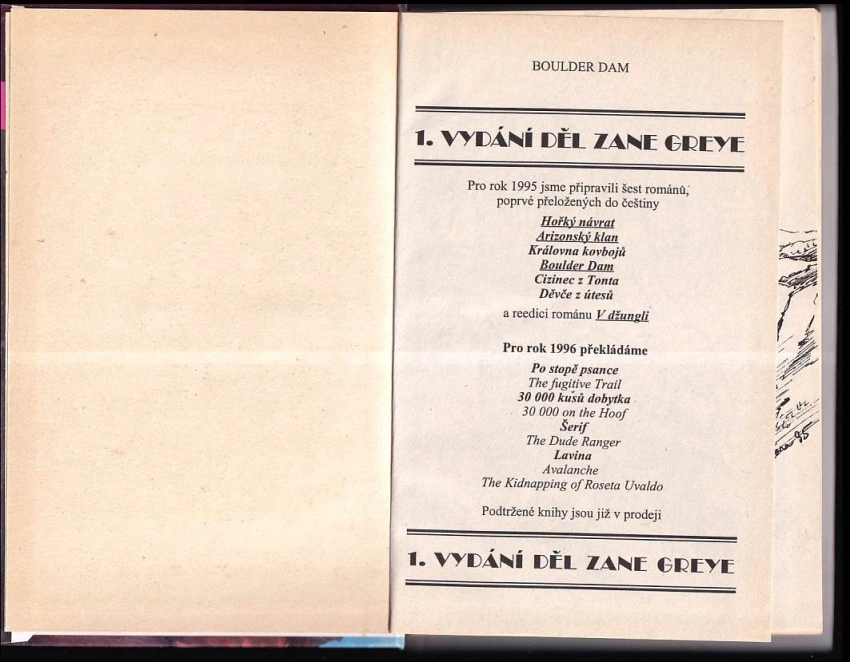 BOULDER DAM
1. VYDÁNÍ DĚL ZANE GREYE
Pro rok 1995 jsme připravili šest románů,
poprvé přeložených do češtiny
Hořký návrat
Arizonský klan
Královna kovbojů
Boulder Dam
Cizinec z Tonta
Děvče z útesů
a reedici románu V džungli
Pro rok 1996 překládáme
Po stopě psance
The fugitive Trail
30 000 kusů dobytka
30 000 on the Hoof
Šerif
The Dude Ranger
Lavina
Avalanche
The Kidnapping of Roseta Uvaldo
Podtržené knihy jsou již v prodeji
1. VYDÁNÍ DĚL ZANE GREYE